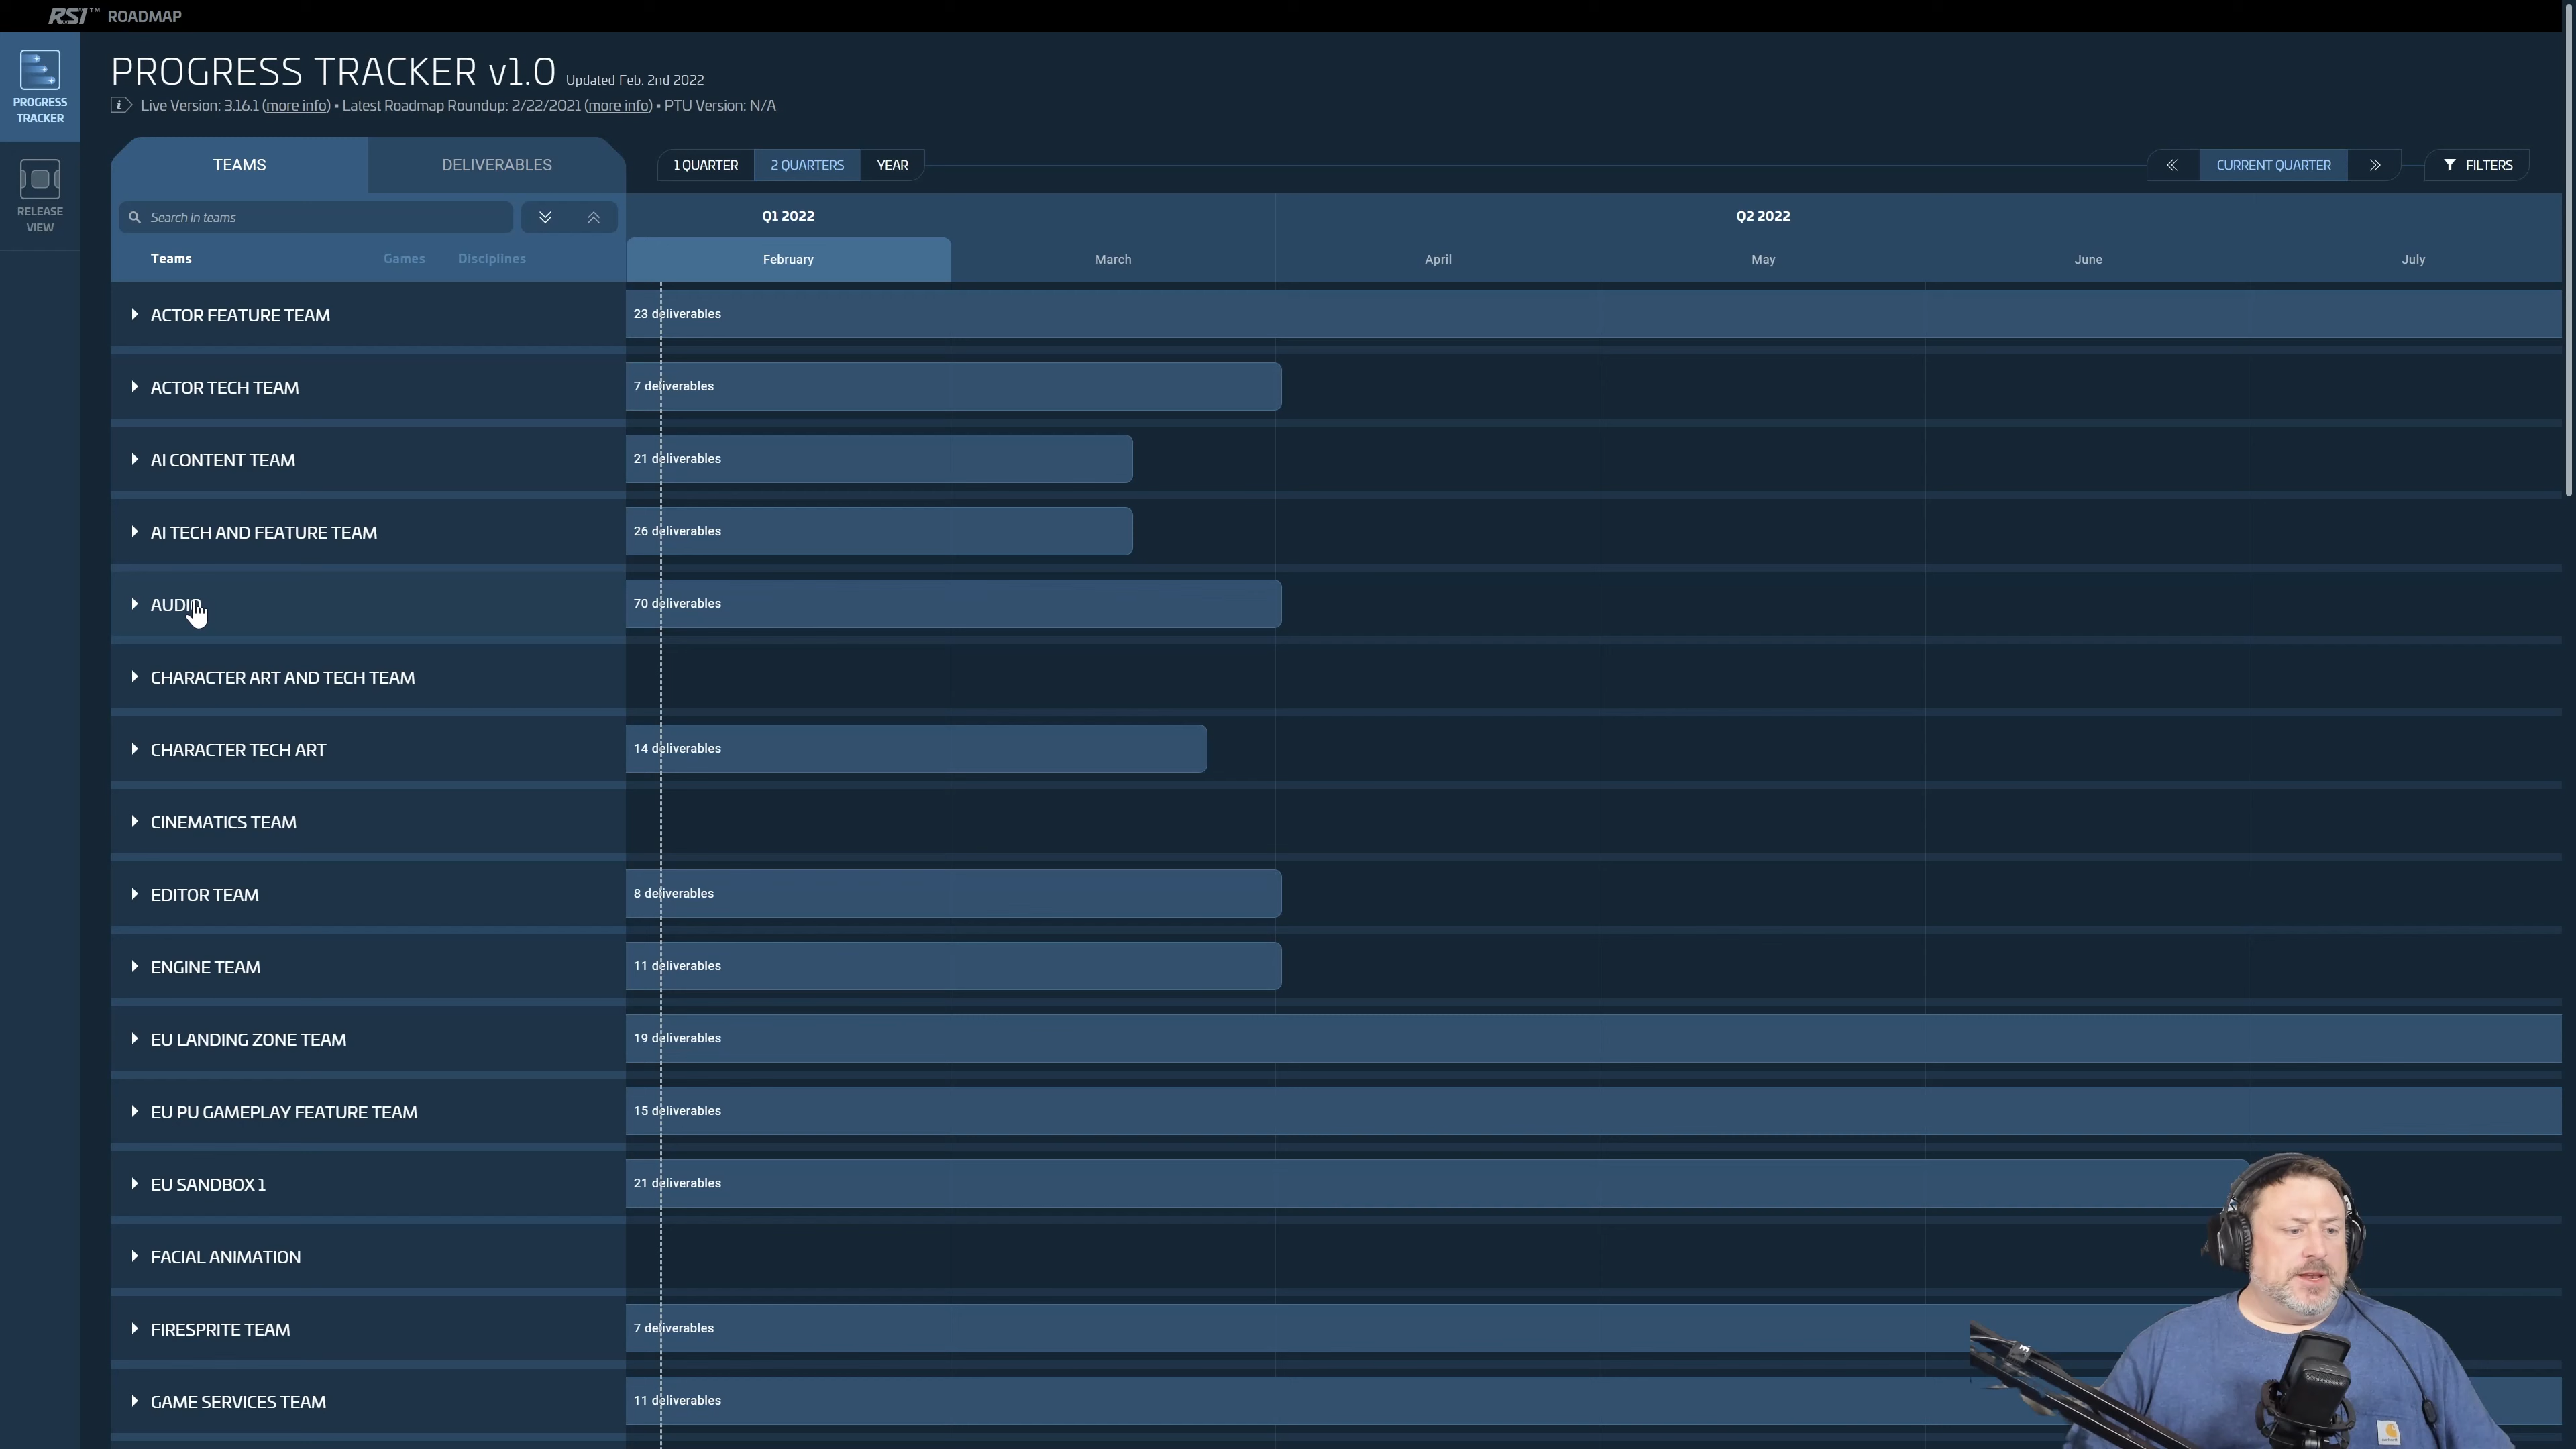 RSI™ ROADMAP
PROGRESS TRACKER v1.0 Updated Feb. 2nd 2022
Live Version: 3.16.1 (more info) • Latest Roadmap Roundup: 2/22/2021 (more info) • PTU Version: N/A
PROGRESS
TRACKER
RELEASE
VIEW
TEAMS DELIVERABLES 1 QUARTER 2 QUARTERS YEAR CURRENT QUARTER FILTERS
Search in teams Q1 2022 Q2 2022
Teams Games Disciplines February March April May June July
ACTOR FEATURE TEAM 23 deliverables
ACTOR TECH TEAM 7 deliverables
AI CONTENT TEAM 21 deliverables
AI TECH AND FEATURE TEAM 26 deliverables
AUDIO 70 deliverables
CHARACTER ART AND TECH TEAM
CHARACTER TECH ART 14 deliverables
CINEMATICS TEAM
EDITOR TEAM 8 deliverables
ENGINE TEAM 11 deliverables
EU LANDING ZONE TEAM 19 deliverables
EU PU GAMEPLAY FEATURE TEAM 15 deliverables
EU SANDBOX 1 21 deliverables
FACIAL ANIMATION
FIRESPRITE TEAM 7 deliverables
GAME SERVICES TEAM 11 deliverables